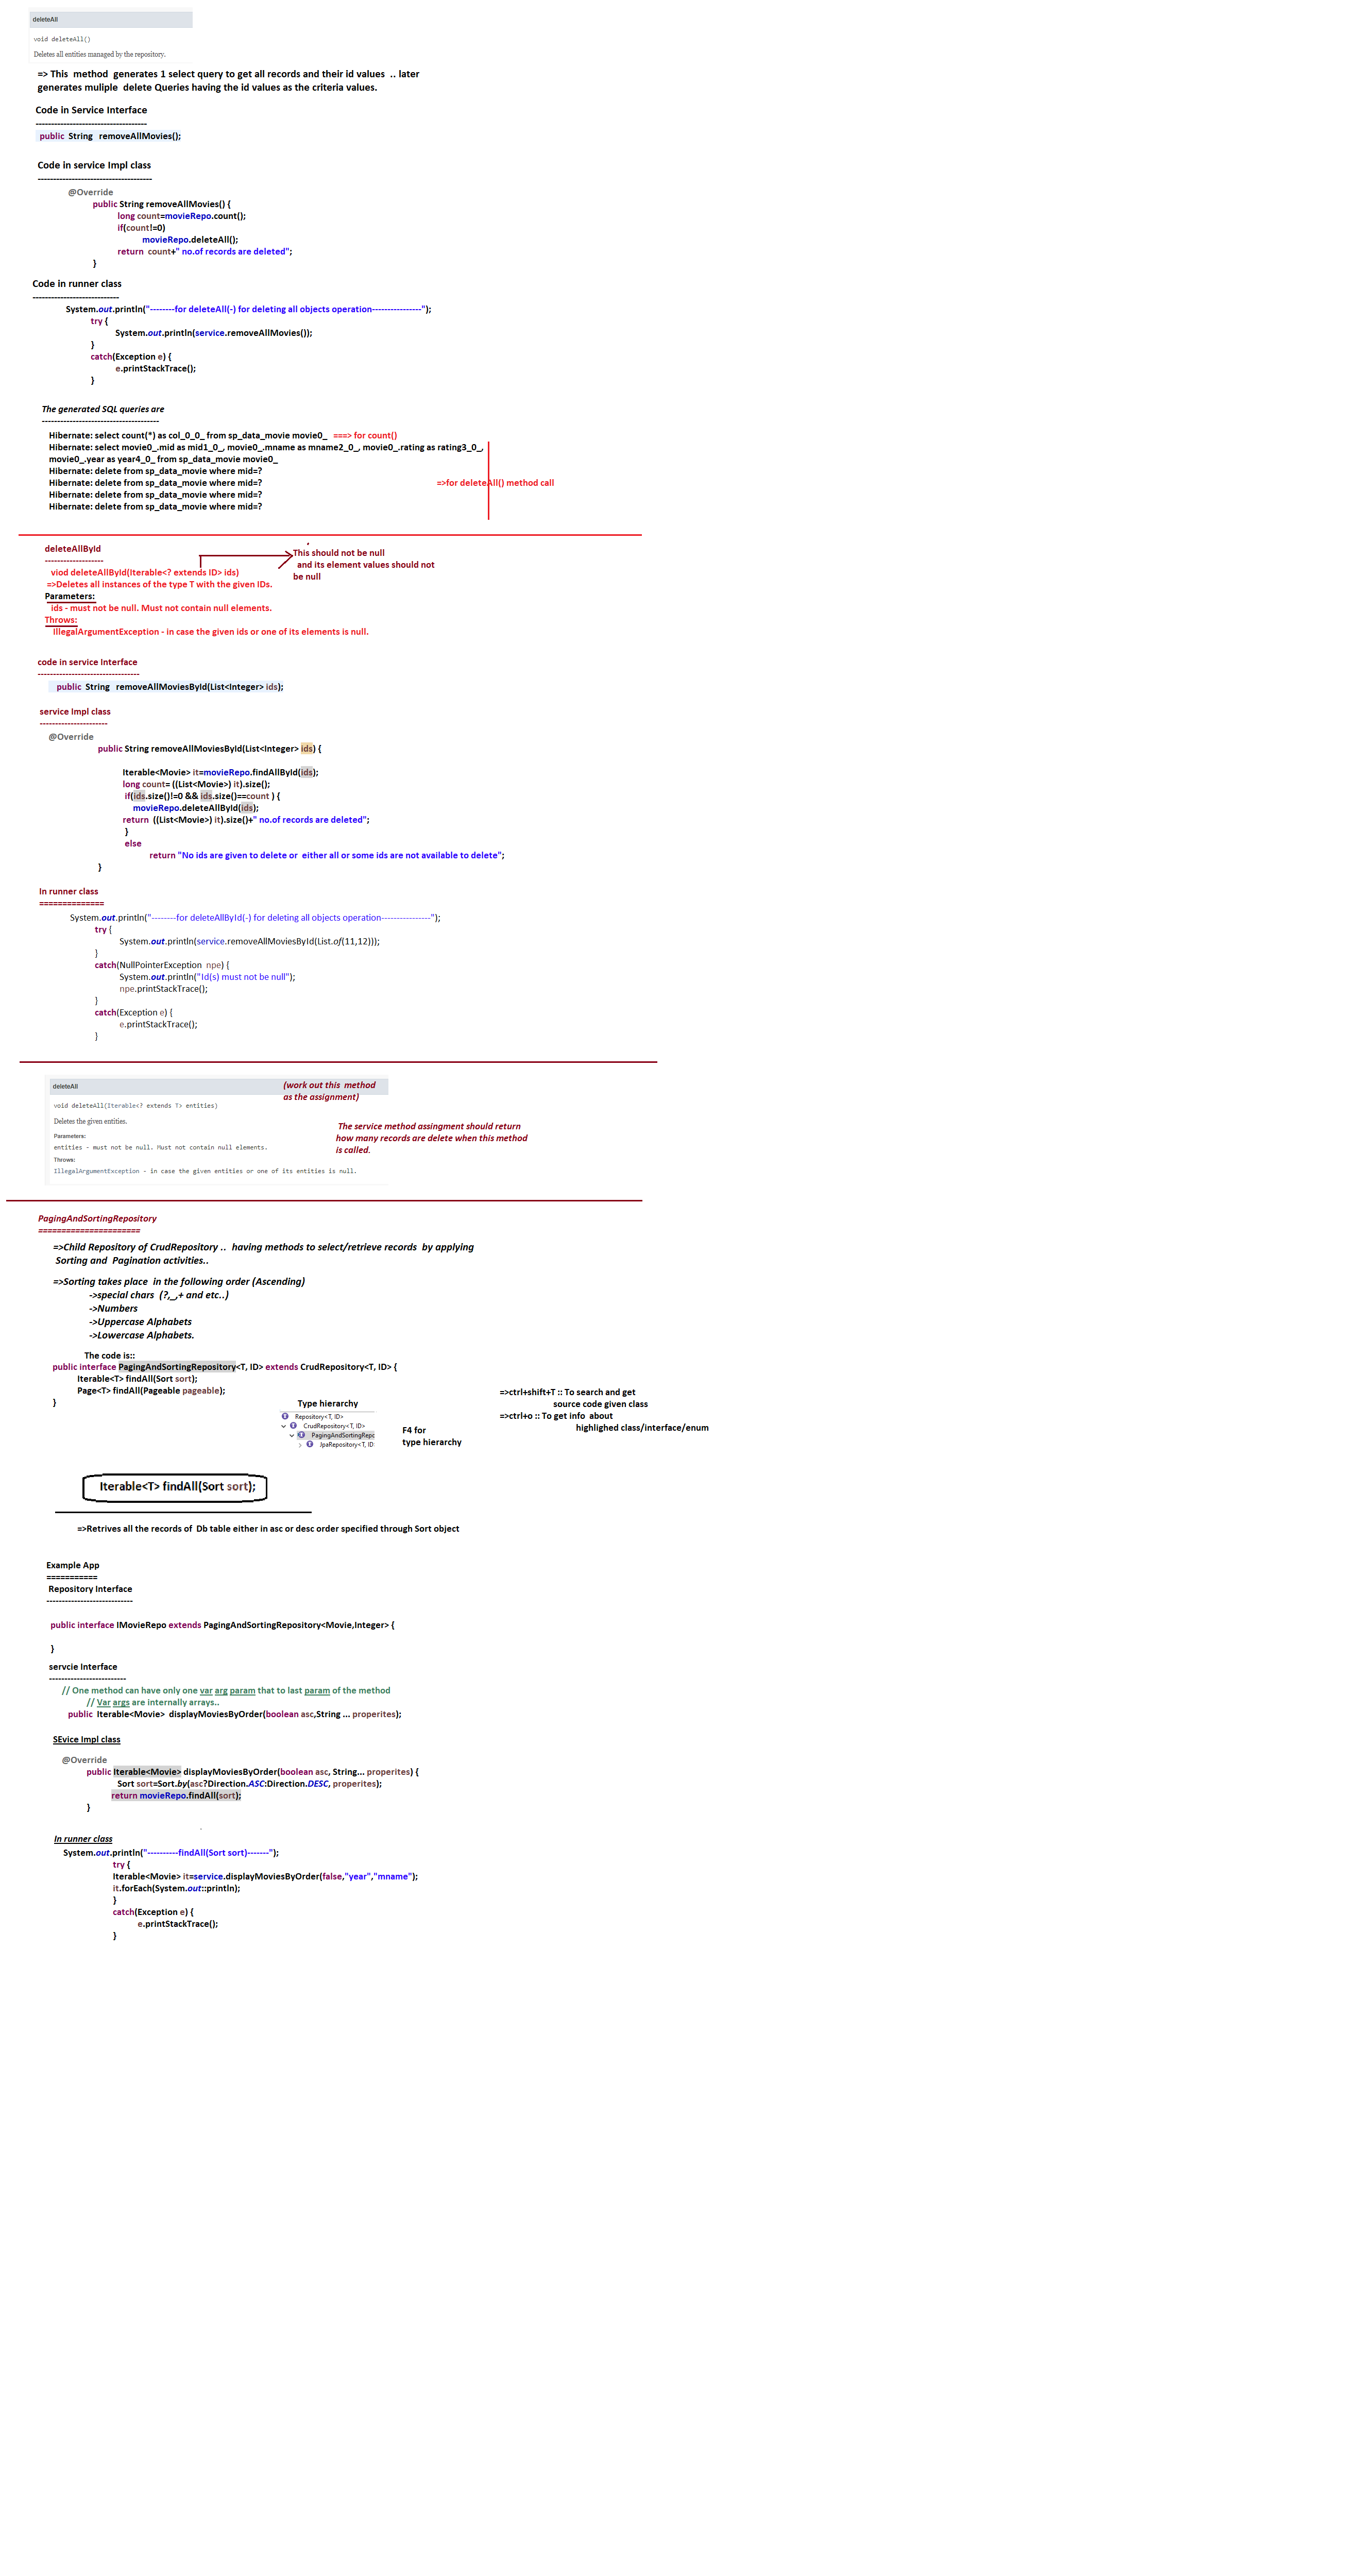 deleteAll
void deleteAll()
Deletes all entities managed by the repository.
=> This  method  generates 1 select query to get all records and their id values  .. later
generates muliple  delete Queries having the id values as the criteria values.
Code in Service Interface
------------------------------------
public  String   removeAllMovies();
Code in service Impl class
-------------------------------------
@Override
public String removeAllMovies() {
long count=movieRepo.count();
if(count!=0)
movieRepo.deleteAll();
return  count+" no.of records are deleted";
}
Code in runner class
----------------------------
System.out.println("--------for deleteAll(-) for deleting all objects operation----------------");
try {
System.out.println(service.removeAllMovies());
}
catch(Exception e) {
e.printStackTrace();
}
The generated SQL queries are
--------------------------------------
Hibernate: select count(*) as col_0_0_ from sp_data_movie movie0_   ===> for count()
Hibernate: select movie0_.mid as mid1_0_, movie0_.mname as mname2_0_, movie0_.rating as rating3_0_,
movie0_.year as year4_0_ from sp_data_movie movie0_
Hibernate: delete from sp_data_movie where mid=?
Hibernate: delete from sp_data_movie where mid=?   =>for deleteAll() method call
Hibernate: delete from sp_data_movie where mid=?
Hibernate: delete from sp_data_movie where mid=?
deleteAllById
-------------------
This should not be null
and its element values should not
be null
viod deleteAllById(Iterable<? extends ID> ids)
=>Deletes all instances of the type T with the given IDs.
Parameters:
ids - must not be null. Must not contain null elements.
Throws:
IllegalArgumentException - in case the given ids or one of its elements is null.
code in service Interface
---------------------------------
public  String   removeAllMoviesById(List<Integer> ids);
service Impl class
----------------------
@Override
public String removeAllMoviesById(List<Integer> ids) {
Iterable<Movie> it=movieRepo.findAllById(ids);
long count= ((List<Movie>) it).size();
if(ids.size()!=0 && ids.size()==count ) {
movieRepo.deleteAllById(ids);
return  ((List<Movie>) it).size()+" no.of records are deleted";
}
else
return "No ids are given to delete or  either all or some ids are not available to delete";
}
In runner class
==============
System.out.println("--------for deleteAllById(-) for deleting all objects operation----------------");
try {
System.out.println(service.removeAllMoviesById(List.of(11,12)));
}
catch(NullPointerException  npe) {
System.out.println("Id(s) must not be null");
npe.printStackTrace();
}
catch(Exception e) {
e.printStackTrace();
}
deleteAll
(work out this  method
as the assignment)
void deleteAll(Iterable<? extends T> entities)
Deletes the given entities.
The service method assingment should return
how many records are delete when this method
is called.
Parameters:
entities - must not be null. Must not contain null elements.
Throws:
IllegalArgumentException - in case the given entities or one of its entities is null.
PagingAndSortingRepository
======================
=>Child Repository of CrudRepository ..  having methods to select/retrieve records  by applying
Sorting and  Pagination activities..
=>Sorting takes place  in the following order (Ascending)
->special chars  (?,_,+ and etc..)
->Numbers
->Uppercase Alphabets
->Lowercase Alphabets.
The code is::
public interface PagingAndSortingRepository<T, ID> extends CrudRepository<T, ID> {
Iterable<T> findAll(Sort sort);
Page<T> findAll(Pageable pageable);
}
Type hierarchy
Repository<T, ID>
CrudRepository<T, ID>
PagingAndSortingRepo
JpaRepository<T, ID
F4 for
type hierarchy
=>ctrl+shift+T :: To search and get
source code given class
=>ctrl+o :: To get info  about
highlighed class/interface/enum
Iterable<T> findAll(Sort sort);
=>Retrives all the records of  Db table either in asc or desc order specified through Sort object
Example App
===========
Repository Interface
----------------------------
public interface IMovieRepo extends PagingAndSortingRepository<Movie,Integer> {
}
servcie Interface
-------------------------
// One method can have only one var arg param that to last param of the method
// Var args are internally arrays..
public  Iterable<Movie>  displayMoviesByOrder(boolean asc,String ... properites);
SEvice Impl class
@Override
public Iterable<Movie> displayMoviesByOrder(boolean asc, String... properites) {
Sort sort=Sort.by(asc?Direction.ASC:Direction.DESC, properites);
return movieRepo.findAll(sort);
}
In runner class
System.out.println("----------findAll(Sort sort)-------");
try {
Iterable<Movie> it=service.displayMoviesByOrder(false,"year","mname");
it.forEach(System.out::println);
}
catch(Exception e) {
e.printStackTrace();
}